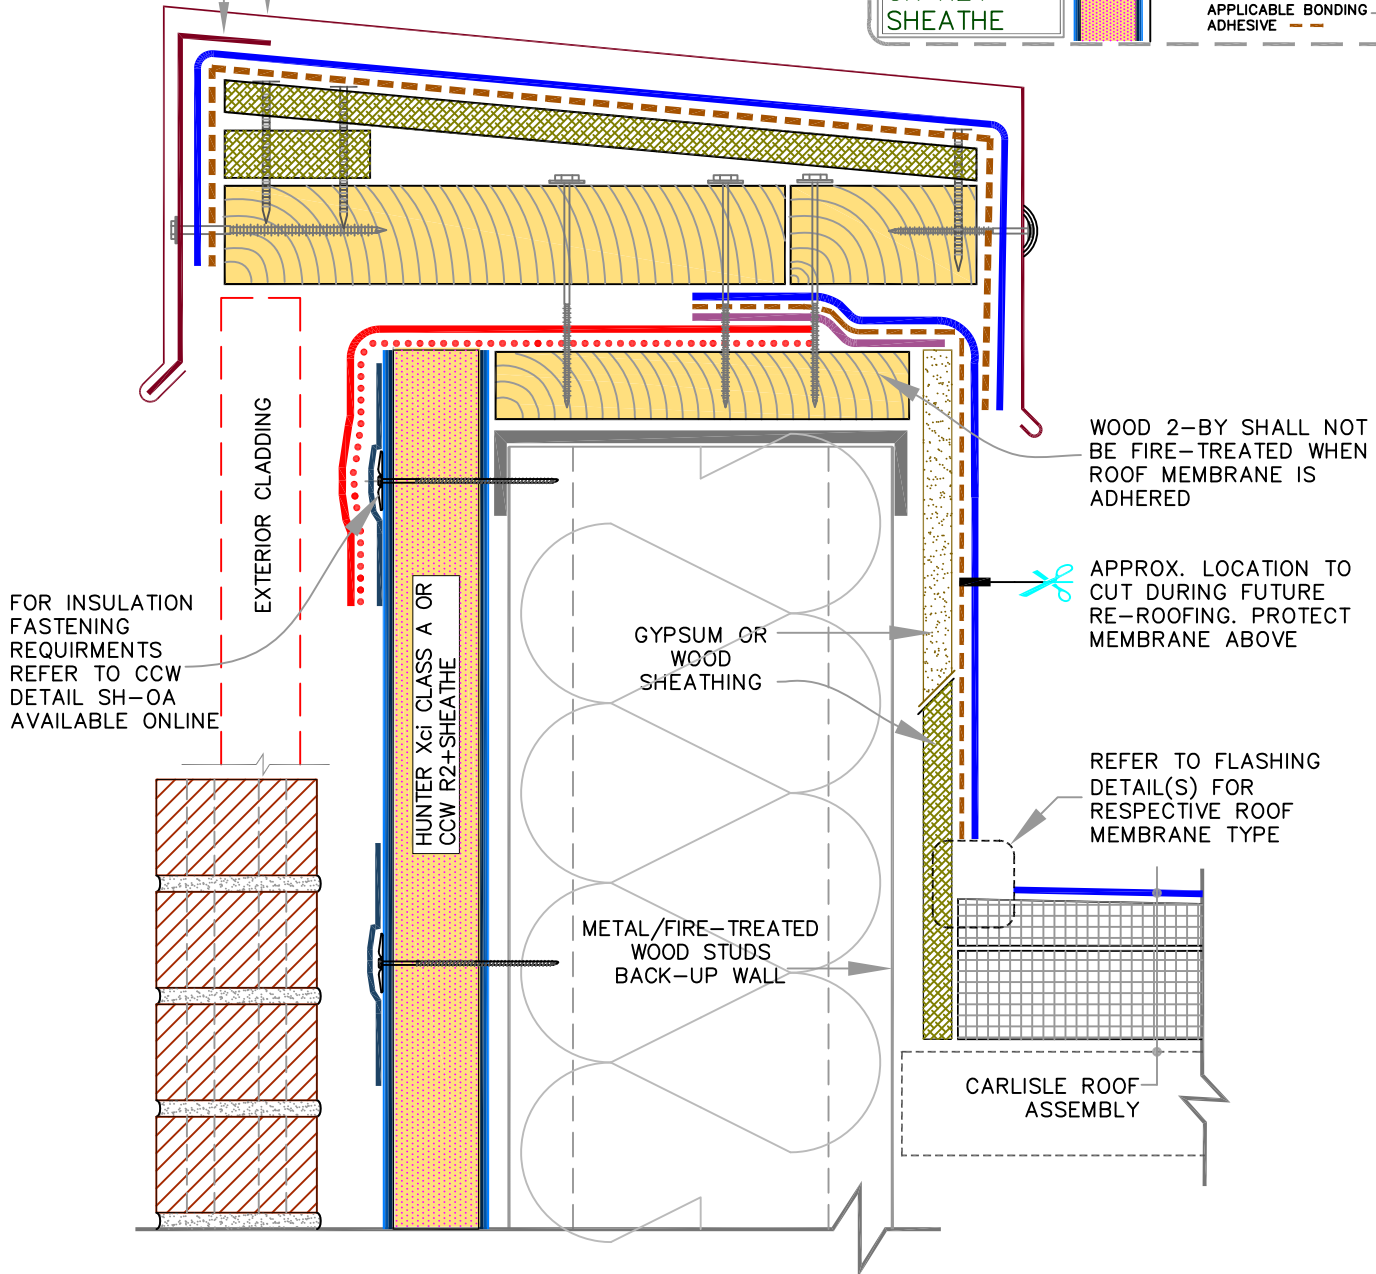 SHEATHE
APPLICABLE BONDING
ADHESIVE
WOOD 2-BY SHALL NOT
BE FIRE-TREATED WHEN
ROOF MEMBRANE IS
ADHERED
EXTERIOR CLADDING
APPROX. LOCATION TO
CUT DURING FUTURE
RE-ROOFING. PROTECT
MEMBRANE ABOVE
FOR INSULATION
FASTENING
REQUIRMENTS
REFER TO CCW
DETAIL SH-OA
AVAILABLE ONLINE
HUNTER Xci CLASS A OR
CCW R2+SHEATHE
GYPSUM OR
WOOD
SHEATHING
REFER TO FLASHING
DETAIL(S) FOR
RESPECTIVE ROOF
MEMBRANE TYPE
METAL/FIRE-TREATED
WOOD STUDS
BACK-UP WALL
CARLISLE ROOF
ASSEMBLY